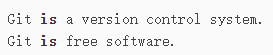 Git is a version control system.
Git is free software.